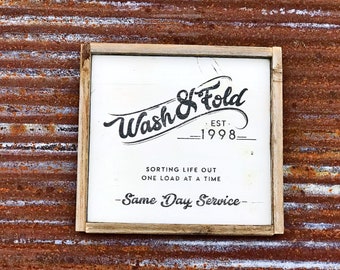 Wash & Fold
EST
1998
SORTING LIFE OUT
ONE LOAD AT A TIME
-Same Day Service-